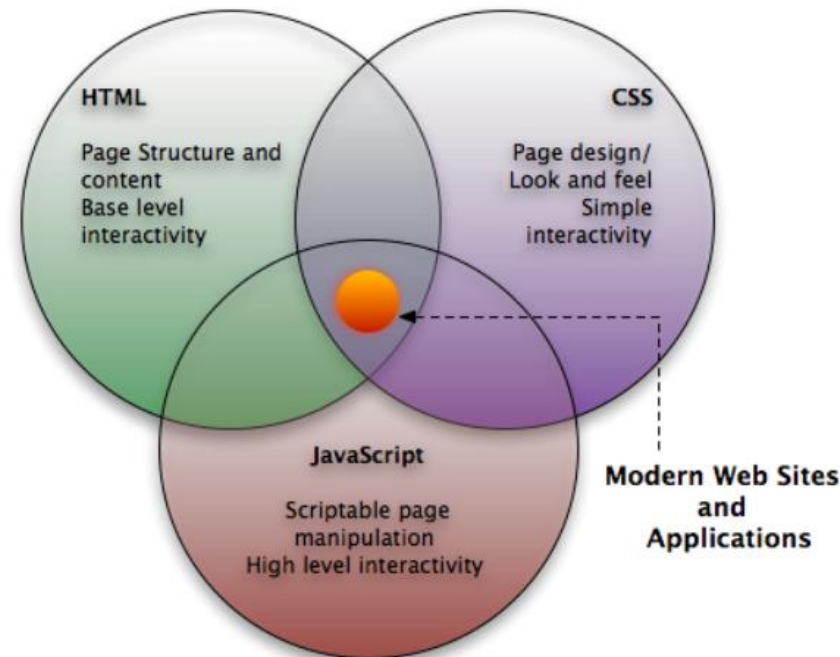 HTML
Page Structure and
content
Base level
interactivity
CSS
Page design/
Look and feel
Simple
interactivity
JavaScript
Scriptable page
manipulation
High level interactivity
Modern Web Sites
and
Applications